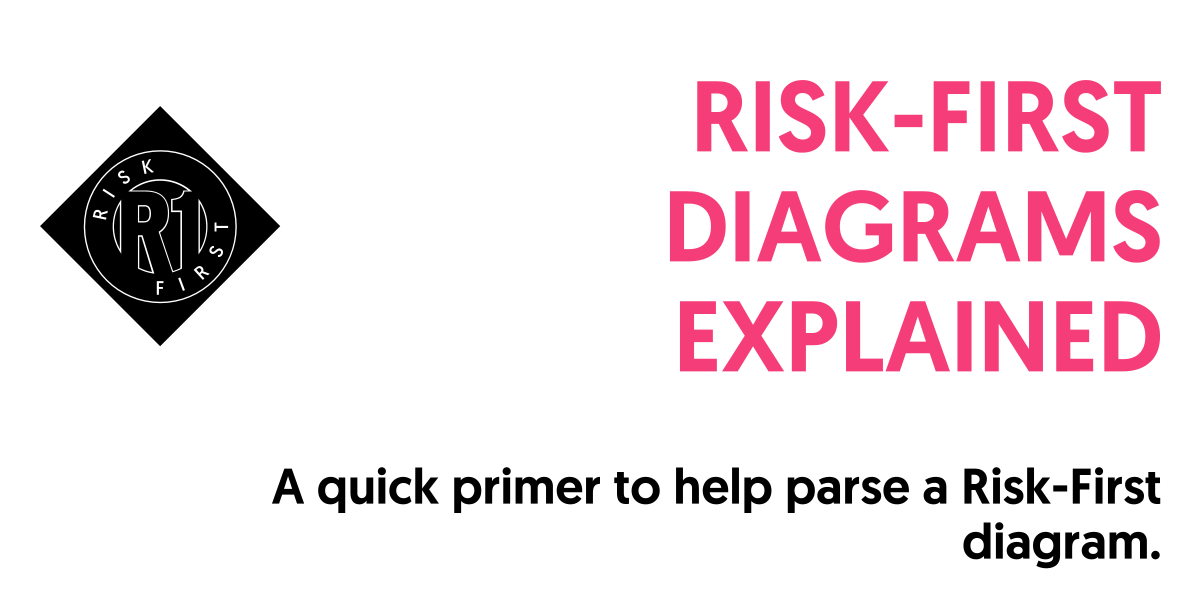 RISK
R1
FIRST
RISK-FIRST
DIAGRAMS
EXPLAINED
A quick primer to help parse a Risk-First
diagram.